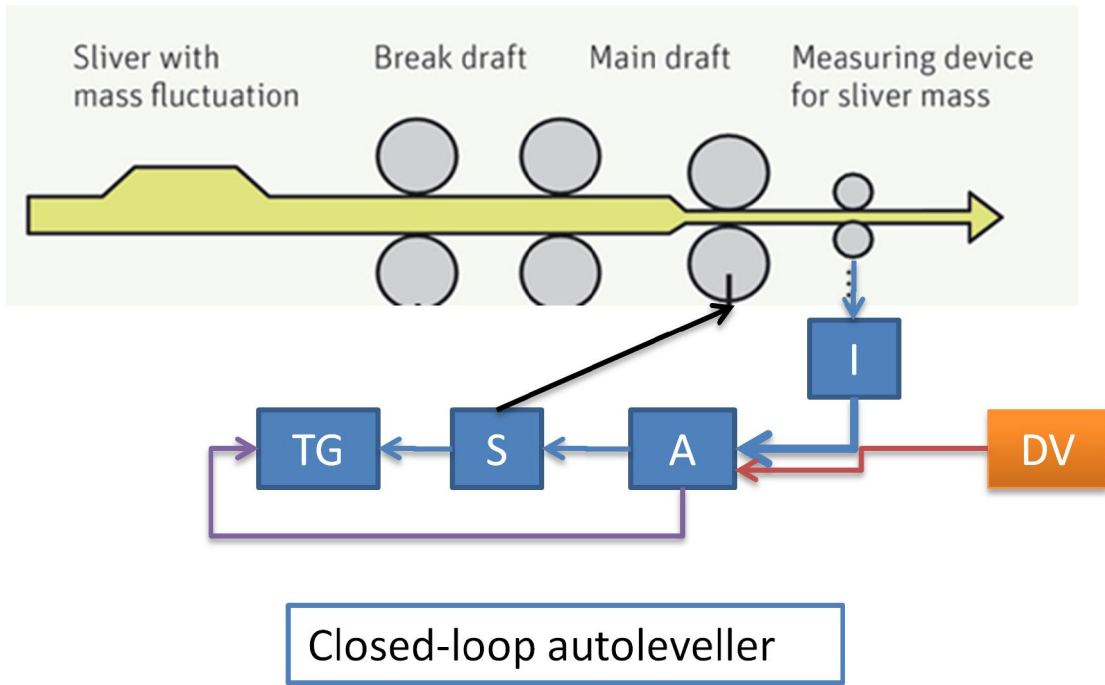 Sliver with
mass fluctuation
Break draft
Main draft
Measuring device
for sliver mass
I
TG
S
A
DV
Closed-loop autoleveller